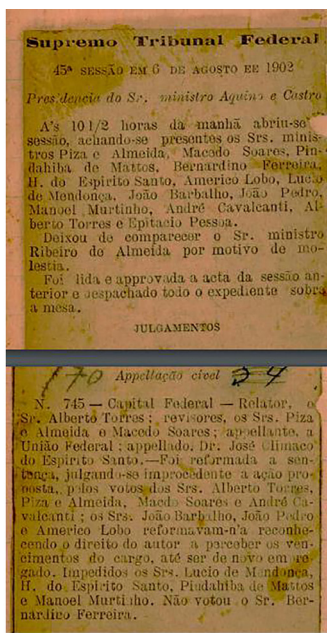 Supremo Tribunal Federal
45ª SESSÃO EM 6 DE AGOSTO EE 1902
Presidencia do Sr. ministro Aquino e Castro
A's 10 1/2 horas da manhã abriu-se
sessão, achando-se presentes os Srs. minis-
tros Piza e Almeida, Macedo Soares, Pin-
dahiba de Mattos, Bernardino Ferreira,
H. do Espirito Santo, Americo Lobo, Lucio
de Mendonça, João Barbalho, João Pedro,
Manoel Murtinho, André Cavalcanti, Al-
berto Torres e Epitacio Pessoa.
Deixou de comparecer o Sr. ministro
Ribeiro de Almeida por motivo de mo-
lestia.
Foi lida e approvada a acta da sessão an-
terior e despachado todo o expediente sobre
a mesa.
JULGAMENTOS
170 Appellação civel
N. 745 — Capital Federal — Relator, o
Sr. Alberto Torres; revisores, os Srs. Piza
e Almeida e Macedo Soares; appellante, a
União Federal; appellado, Dr. José Climaco
do Espirito Santo.—Foi reformada a sen-
tença, julgando-se improcedente a ação pro-
posta, pelos votos dos Srs. Alberto Torres,
Piza e Almeida, Macdo Soares e André Ca-
valcanti; os Srs. João Barbalho, João Pedro
e Americo Lobo reformavam-n'a reconhe-
cendo o direito do autor a perceber os ven-
cimentos do cargo, até ser de novo em re-
gado. Impedidos os Srs. Lucio de Mendonça,
H. do Espirito Santo, Pindahiba de Mattos
e Manoel Murtinho. Não votou o Sr. Ber-
nardino Ferreira.